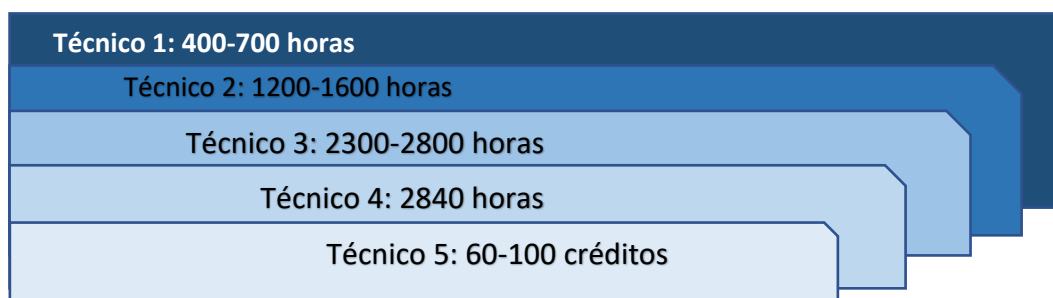 Técnico 1: 400-700 horas
Técnico 2: 1200-1600 horas
Técnico 3: 2300-2800 horas
Técnico 4: 2840 horas
Técnico 5: 60-100 créditos